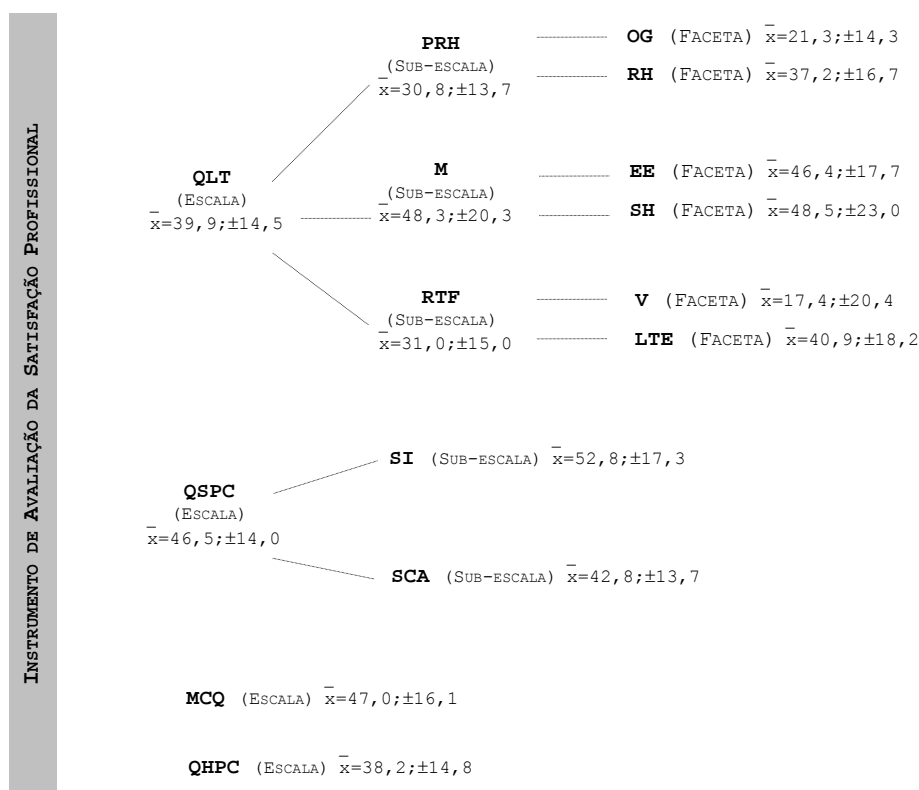 INSTRUMENTO DE AVALIAÇÃO DA SATISFAÇÃO PROFISSIONAL
PRH
(SUB-ESCALA)
x̅=30,8;±13,7
OG (FACETA) x̅=21,3;±14,3
RH (FACETA) x̅=37,2;±16,7
QLT
(ESCALA)
x̅=39,9;±14,5
M
(SUB-ESCALA)
x̅=48,3;±20,3
EE (FACETA) x̅=46,4;±17,7
SH (FACETA) x̅=48,5;±23,0
RTF
(SUB-ESCALA)
x̅=31,0;±15,0
V (FACETA) x̅=17,4;±20,4
LTE (FACETA) x̅=40,9;±18,2
QSPC
(ESCALA)
x̅=46,5;±14,0
SI (SUB-ESCALA) x̅=52,8;±17,3
SCA (SUB-ESCALA) x̅=42,8;±13,7
MCQ (ESCALA) x̅=47,0;±16,1
QHPC (ESCALA) x̅=38,2;±14,8